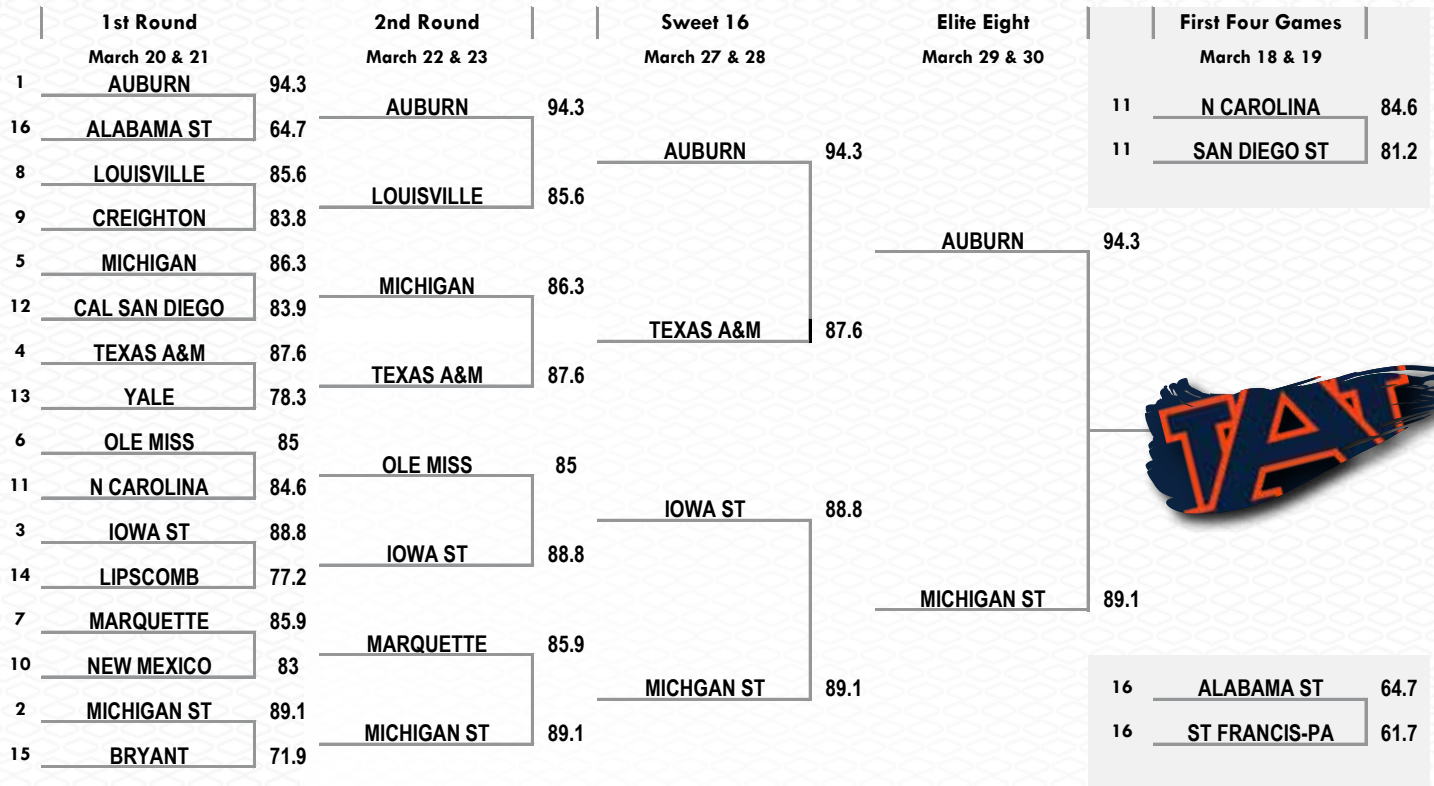 1st Round 2nd Round Sweet 16 Elite Eight First Four Games
March 20 & 21 March 22 & 23 March 27 & 28 March 29 & 30 March 18 & 19
1 AUBURN 94.3
AUBURN 94.3 11 N CAROLINA 84.6
16 ALABAMA ST 64.7
AUBURN 94.3 11 SAN DIEGO ST 81.2
8 LOUISVILLE 85.6
LOUISVILLE 85.6
9 CREIGHTON 83.8
AUBURN 94.3
5 MICHIGAN 86.3
MICHIGAN 86.3
12 CAL SAN DIEGO 83.9
TEXAS A&M 87.6
4 TEXAS A&M 87.6
TEXAS A&M 87.6
13 YALE 78.3
6 OLE MISS 85
OLE MISS 85
11 N CAROLINA 84.6
IOWA ST 88.8
3 IOWA ST 88.8
IOWA ST 88.8
14 LIPSCOMB 77.2
MICHIGAN ST 89.1
7 MARQUETTE 85.9
MARQUETTE 85.9
10 NEW MEXICO 83
MICHGAN ST 89.1 16 ALABAMA ST 64.7
2 MICHIGAN ST 89.1
MICHIGAN ST 89.1 16 ST FRANCIS-PA 61.7
15 BRYANT 71.9